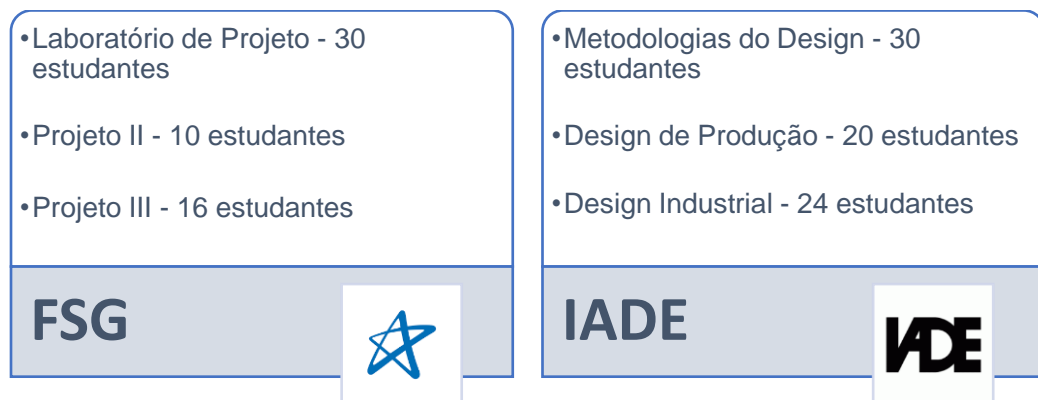 •Laboratório de Projeto - 30
estudantes
•Projeto II - 10 estudantes
•Projeto III - 16 estudantes
FSG
•Metodologias do Design - 30
estudantes
•Design de Produção - 20 estudantes
•Design Industrial - 24 estudantes
IADE
IADE